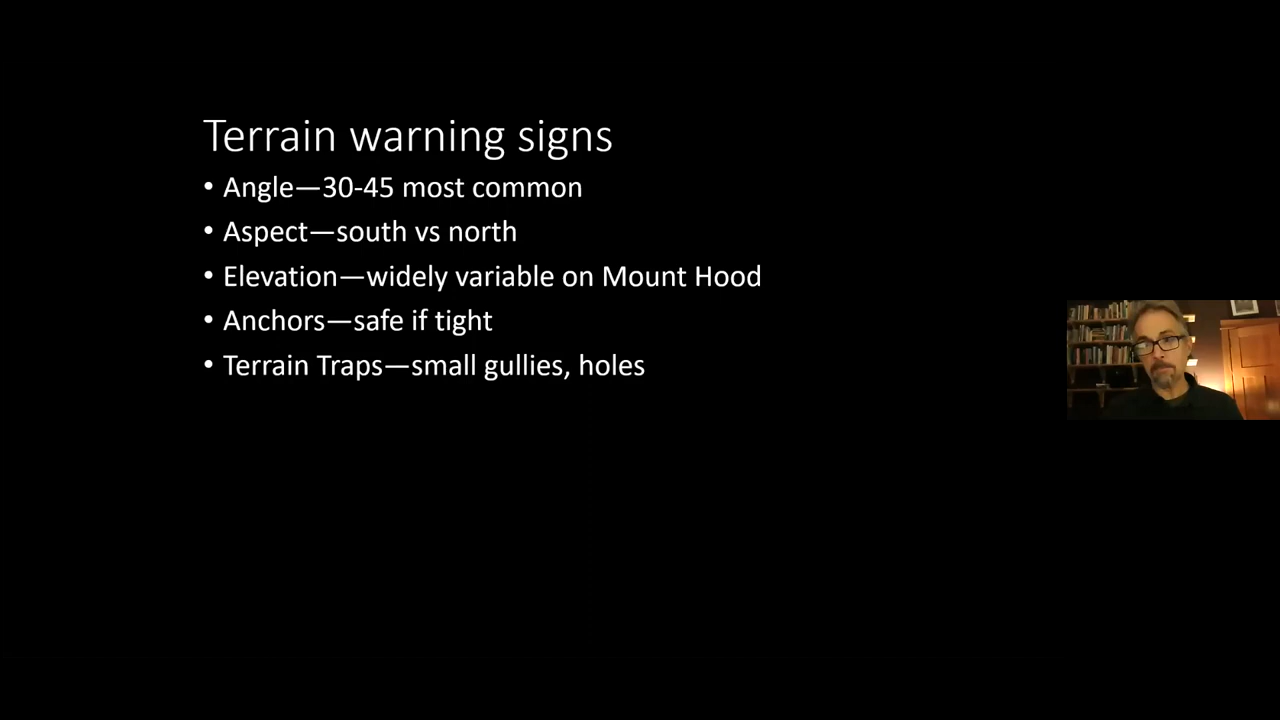 Terrain warning signs
• Angle—30-45 most common
• Aspect—south vs north
• Elevation—widely variable on Mount Hood
• Anchors—safe if tight
• Terrain Traps—small gullies, holes